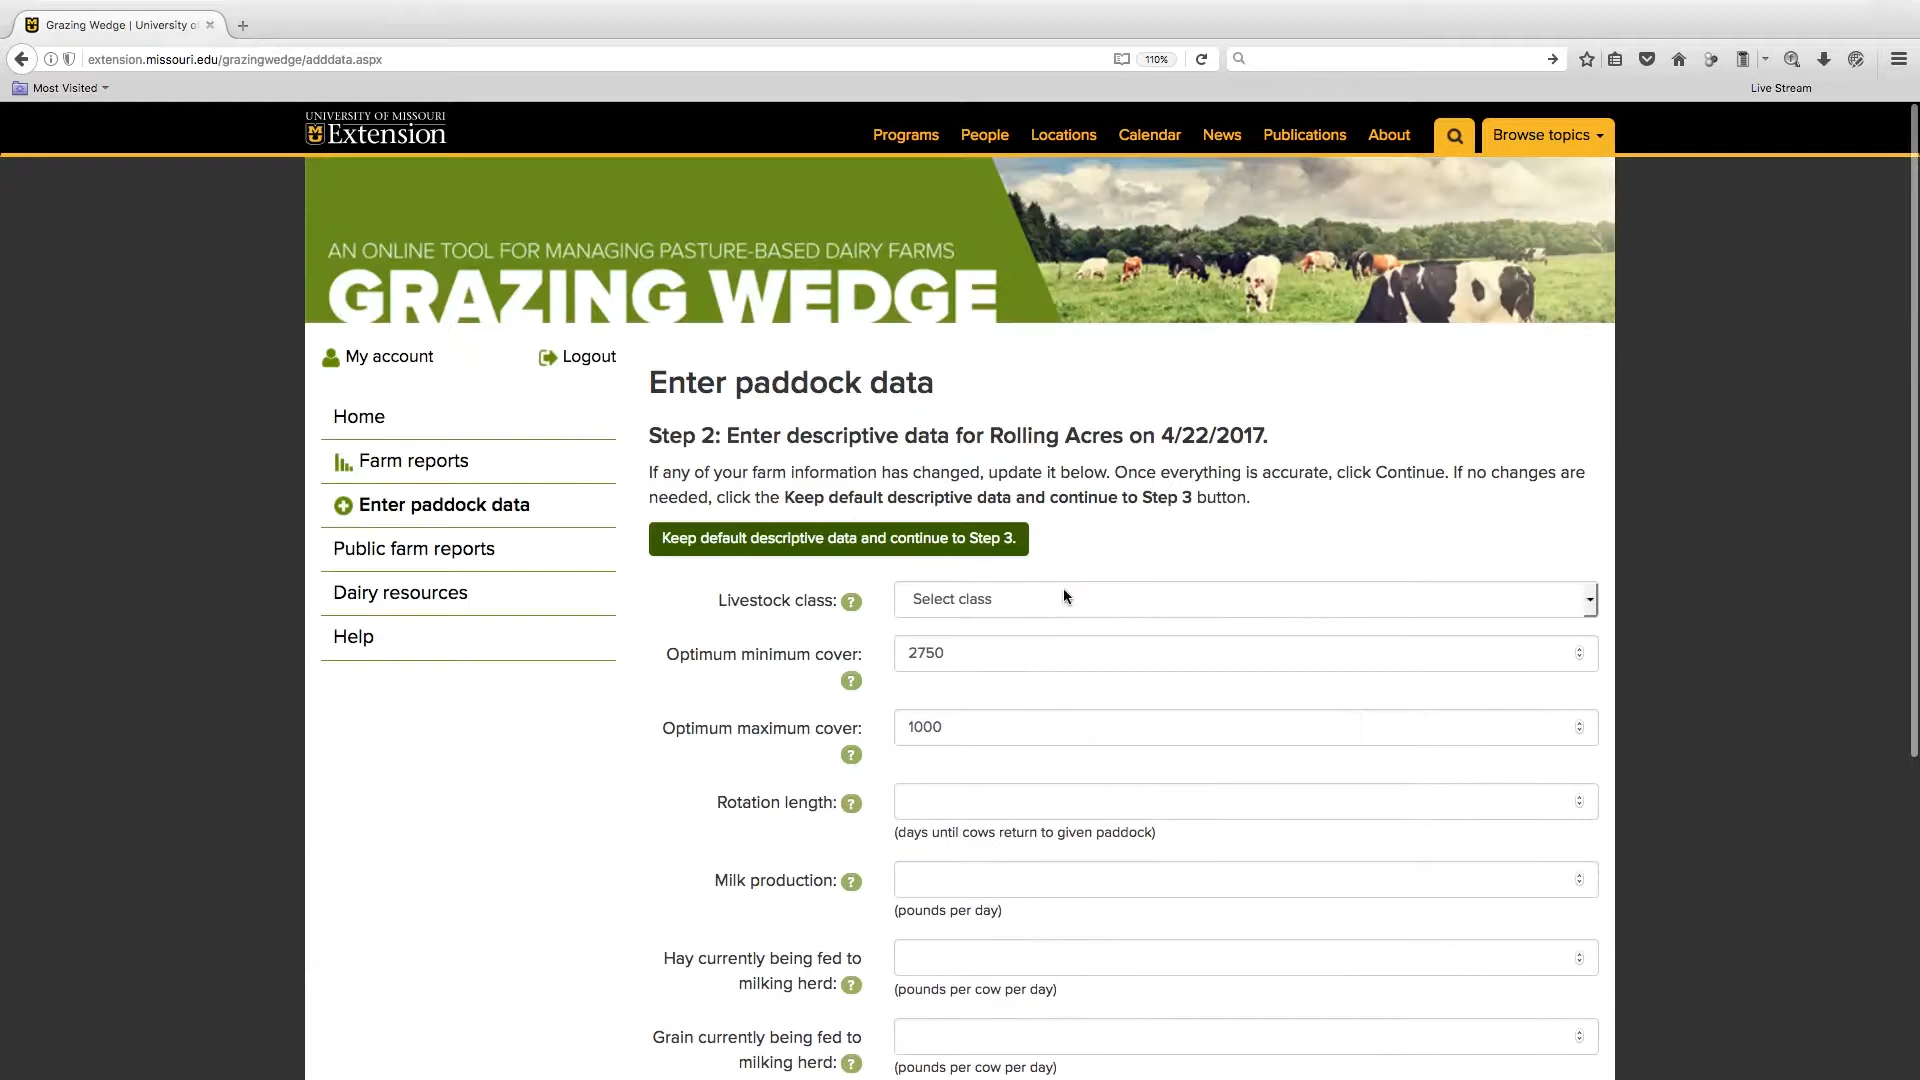 Grazing Wedge | University o
extension.missouri.edu/grazingwedge/adddata.aspx
110%
Most Visited
Live Stream
UNIVERSITY OF MISSOURI
Extension
Programs People Locations Calendar News Publications About Browse topics
AN ONLINE TOOL FOR MANAGING PASTURE-BASED DAIRY FARMS
GRAZING WEDGE
My account Logout
Home
Farm reports
Enter paddock data
Public farm reports
Dairy resources
Help
Enter paddock data
Step 2: Enter descriptive data for Rolling Acres on 4/22/2017.
If any of your farm information has changed, update it below. Once everything is accurate, click Continue. If no changes are
needed, click the Keep default descriptive data and continue to Step 3 button.
Keep default descriptive data and continue to Step 3.
Livestock class: ? Select class
Optimum minimum cover: 2750
?
Optimum maximum cover: 1000
?
Rotation length: ?
(days until cows return to given paddock)
Milk production: ?
(pounds per day)
Hay currently being fed to
milking herd: ?
(pounds per cow per day)
Grain currently being fed to
milking herd: ?
(pounds per cow per day)